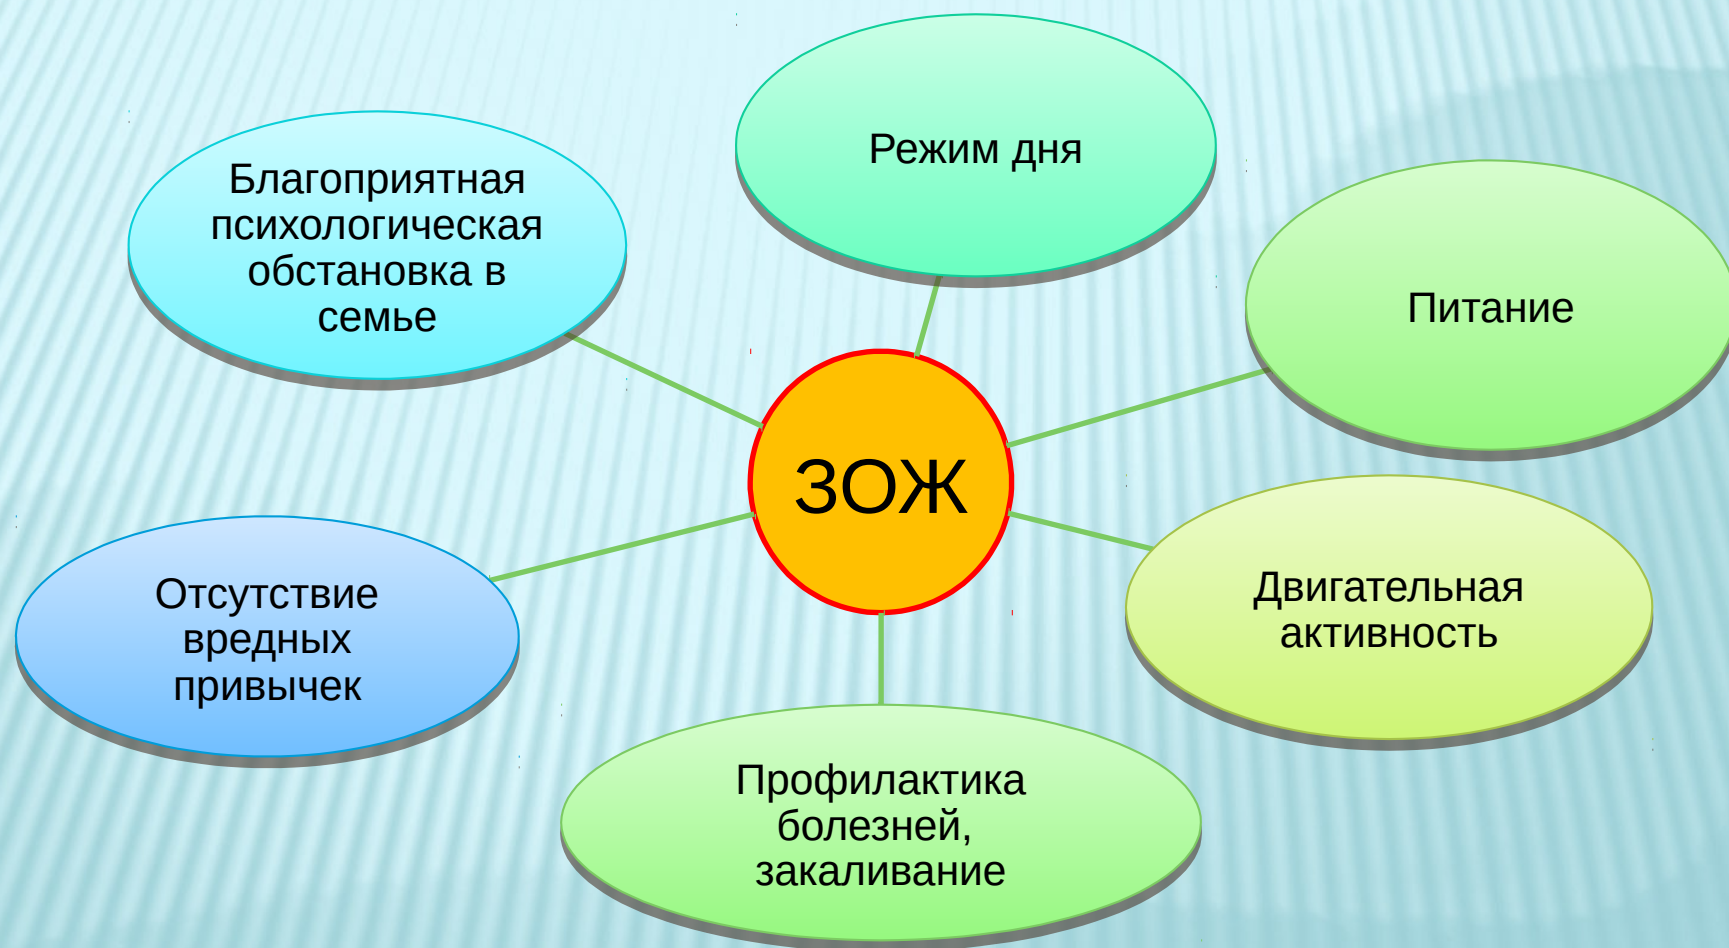 Режим дня
Благоприятная
психологическая
обстановка в
семье
Питание
ЗОЖ
Двигательная
активность
Отсутствие
вредных
привычек
Профилактика
болезней,
закаливание